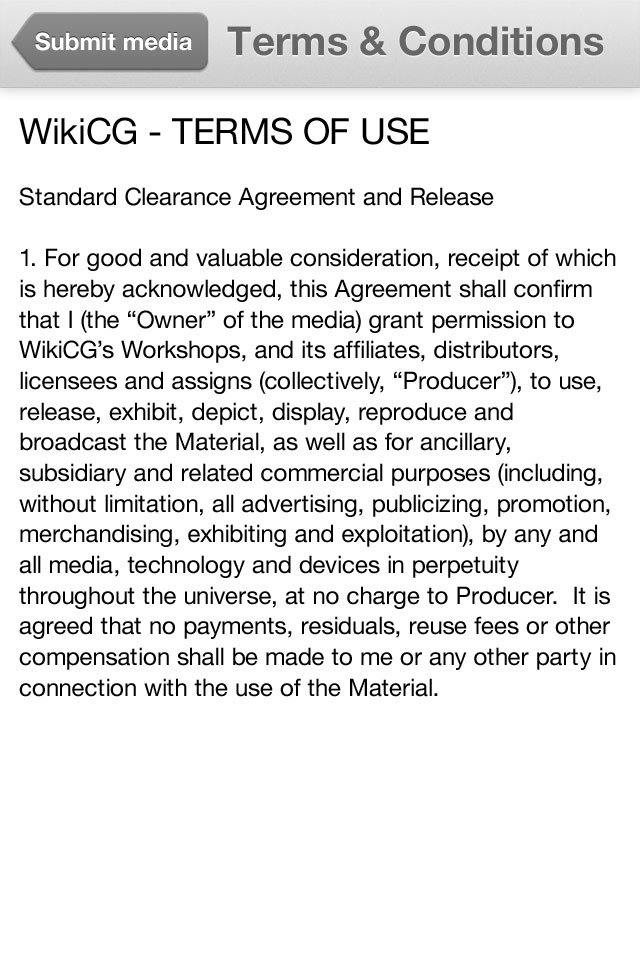 Submit media
Terms & Conditions
WikiCG - TERMS OF USE
Standard Clearance Agreement and Release
1. For good and valuable consideration, receipt of which
is hereby acknowledged, this Agreement shall confirm
that I (the “Owner” of the media) grant permission to
WikiCG’s Workshops, and its affiliates, distributors,
licensees and assigns (collectively, “Producer”), to use,
release, exhibit, depict, display, reproduce and
broadcast the Material, as well as for ancillary,
subsidiary and related commercial purposes (including,
without limitation, all advertising, publicizing, promotion,
merchandising, exhibiting and exploitation), by any and
all media, technology and devices in perpetuity
throughout the universe, at no charge to Producer.  It is
agreed that no payments, residuals, reuse fees or other
compensation shall be made to me or any other party in
connection with the use of the Material.